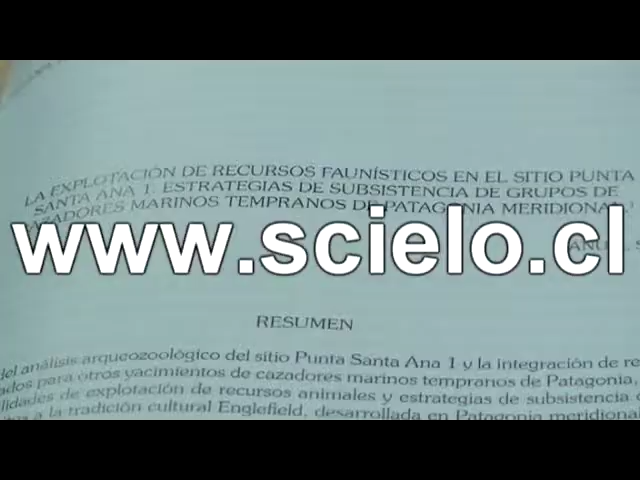 LA EXPLOTACIÓN DE RECURSOS FAUNÍSTICOS EN EL SITIO PUNTA
SANTA ANA 1. ESTRATEGIAS DE SUBSISTENCIA DE GRUPOS DE
CAZADORES MARINOS TEMPRANOS DE PATAGONIA MERIDIONAL.¹
www.scielo.cl
RESUMEN
del análisis arqueozoológico del sitio Punta Santa Ana 1 y la integración de re
ados para otros yacimientos de cazadores marinos tempranos de Patagonia,
lidades de explotación de recursos animales y estrategias de subsistencia
a la tradición cultural Englefield, desarrollada en Patagonia meridional